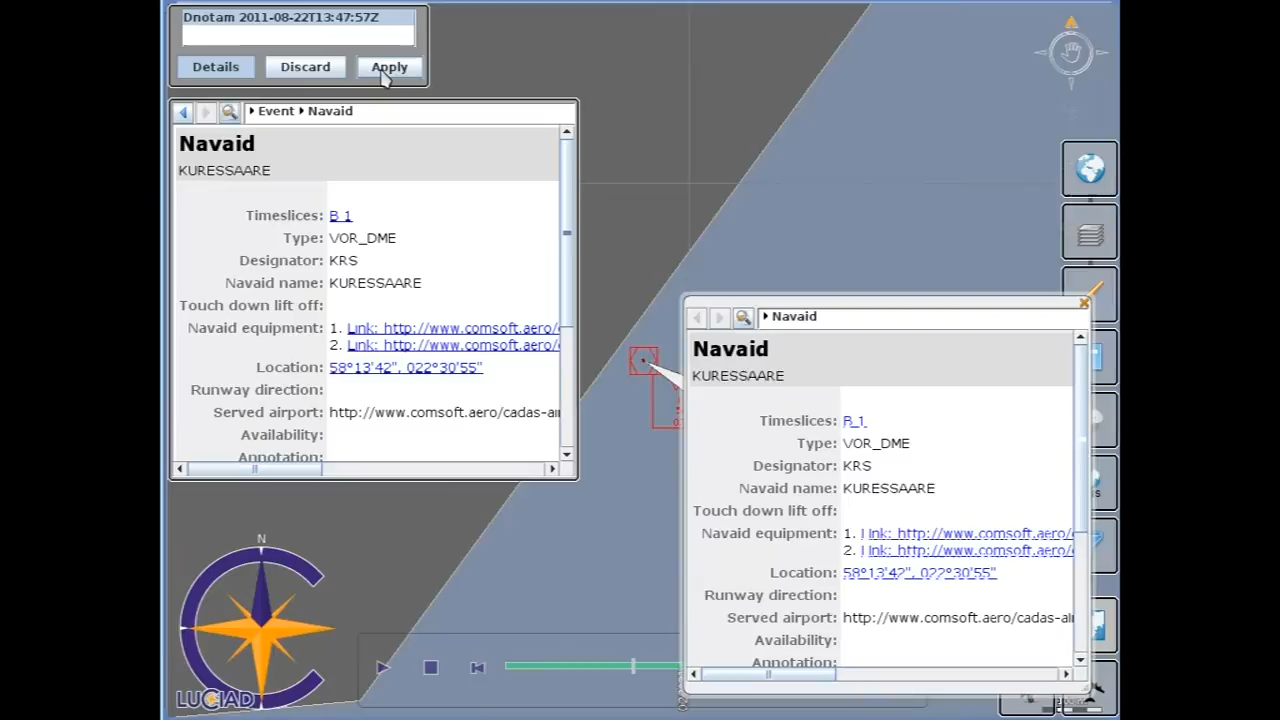 Dnotam 2011-08-22T13:47:57Z
Details
Discard
Apply
Event
Navaid
Navaid
KURESSAARE
Timeslices: B 1
Type: VOR_DME
Designator: KRS
Navaid name: KURESSAARE
Touch down lift off:
Navaid equipment: 1. Link: http://www.comsoft.aero/
2. Link: http://www.comsoft.aero/
Location: 58°13'42", 022°30'55"
Runway direction:
Served airport: http://www.comsoft.aero/cadas-
Availability:
Annotation:
Navaid
Navaid
KURESSAARE
Timeslices: B 1
Type: VOR_DME
Designator: KRS
Navaid name: KURESSAARE
Touch down lift off:
Navaid equipment: 1. Link: http://www.comsoft.aero/
2. Link: http://www.comsoft.aero/
Location: 58°13'42", 022°30'55"
Runway direction:
Served airport: http://www.comsoft.aero/cadas-
Availability:
Annotation:
N
LUCIAD